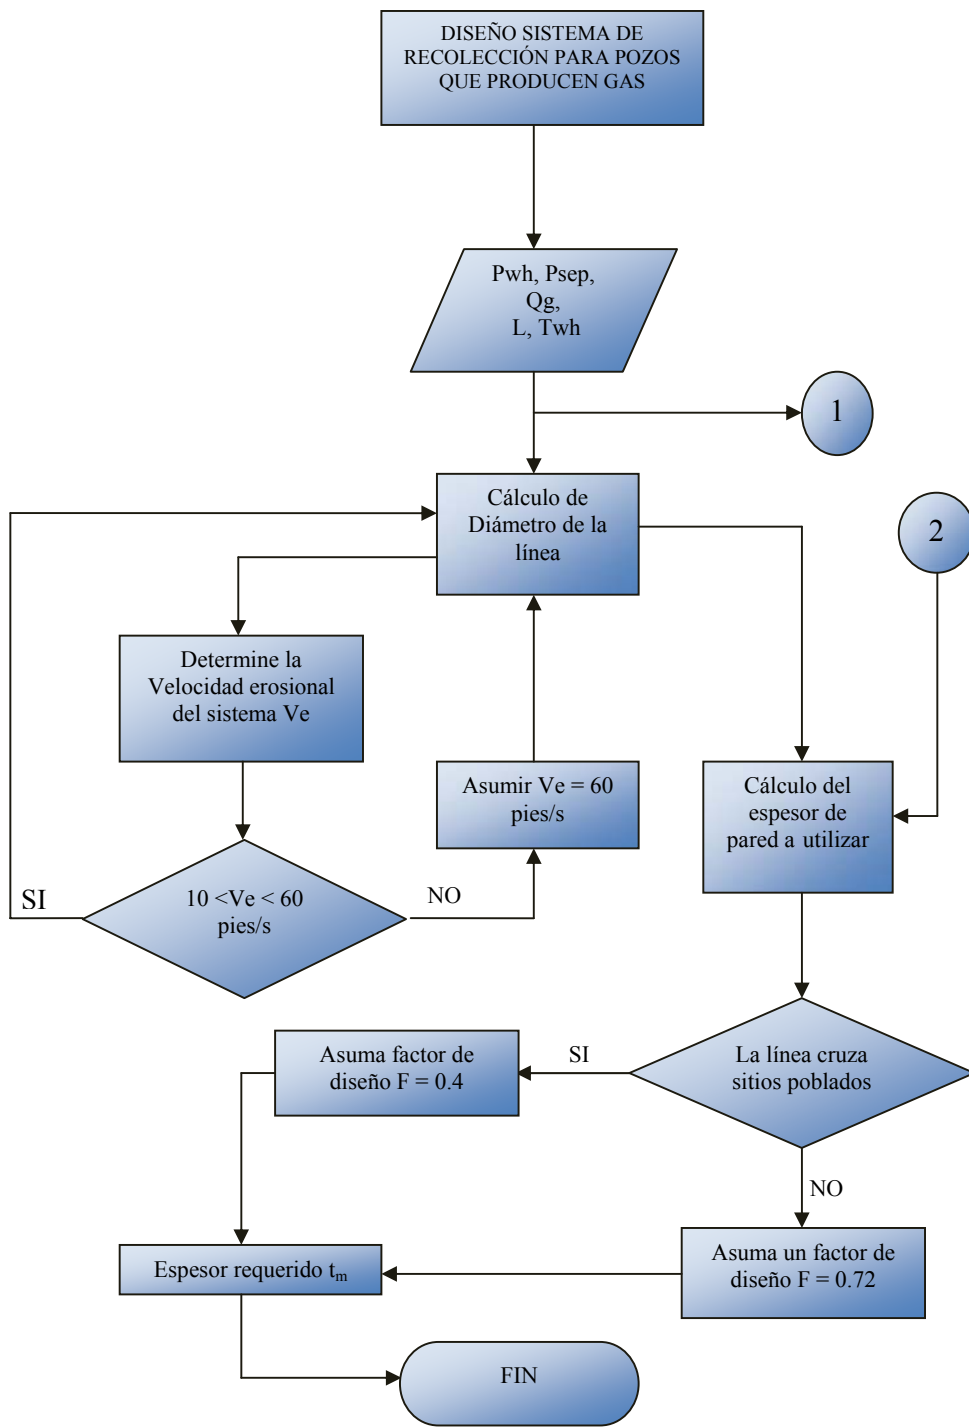 DISEÑO SISTEMA DE
RECOLECCIÓN PARA POZOS
QUE PRODUCEN GAS
Pwh, Psep,
Qg,
L, Twh
1
Cálculo de
Diámetro de la
línea
2
Determine la
Velocidad erosional
del sistema Ve
Asumir Ve = 60
pies/s
Cálculo del
espesor de
pared a utilizar
SI
10 <Ve < 60
pies/s
NO
Asuma factor de
diseño F = 0.4
SI
La línea cruza
sitios poblados
NO
Espesor requerido tm
Asuma un factor de
diseño F = 0.72
FIN